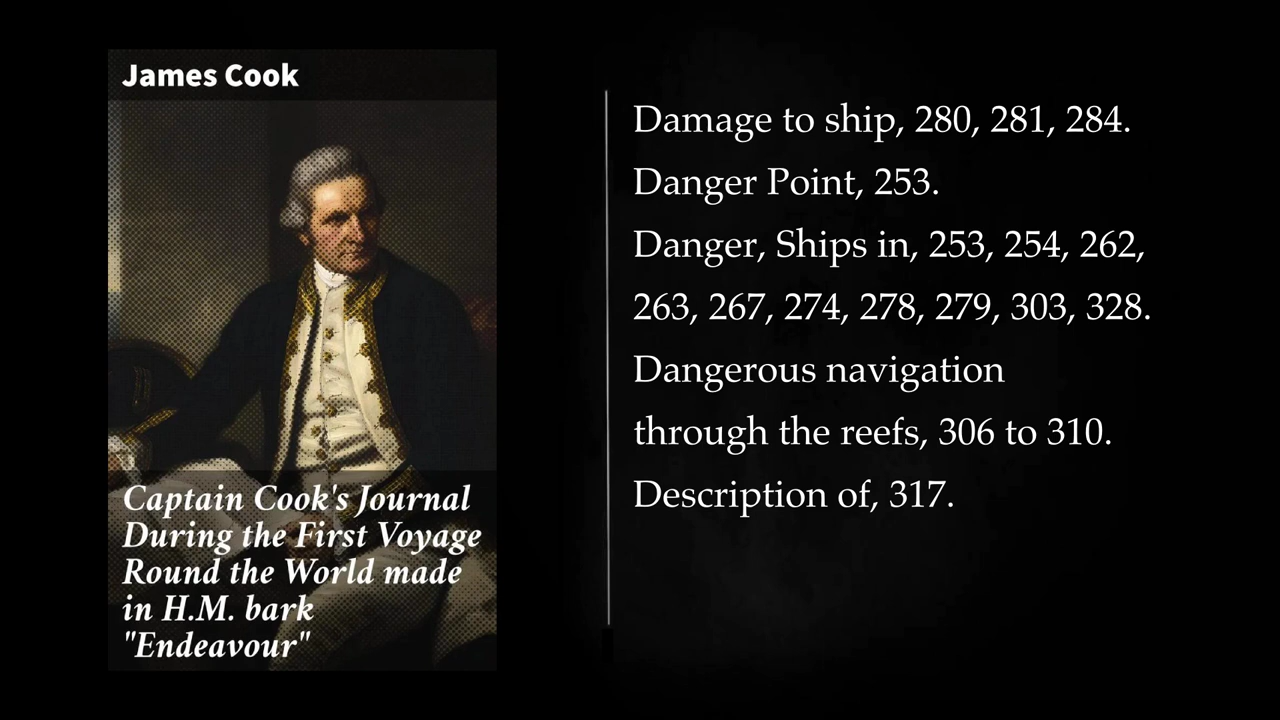 James Cook
Captain Cook's Journal
During the First Voyage
Round the World made
in H.M. bark
"Endeavour"
Damage to ship, 280, 281, 284.
Danger Point, 253.
Danger, Ships in, 253, 254, 262,
263, 267, 274, 278, 279, 303, 328.
Dangerous navigation
through the reefs, 306 to 310.
Description of, 317.